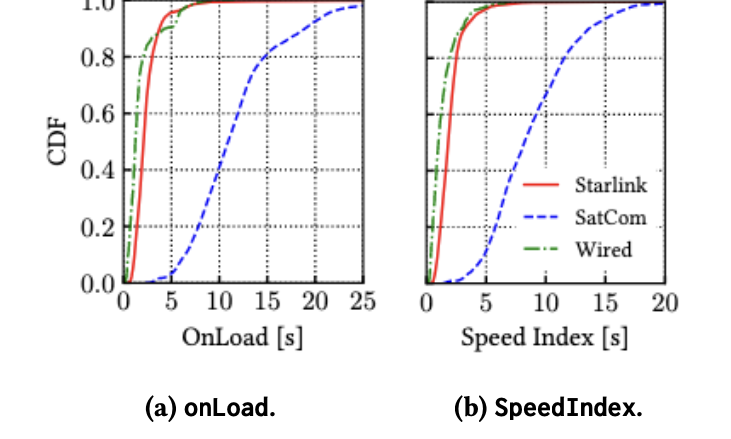 1.0
0.8
0.6
0.4
0.2
0.0
CDF
0 5 10 15 20 25
OnLoad [s]
Starlink
SatCom
Wired
0 5 10 15 20
Speed Index [s]
(a) onLoad.
(b) SpeedIndex.